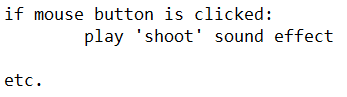 if mouse button is clicked:
play 'shoot' sound effect
etc.